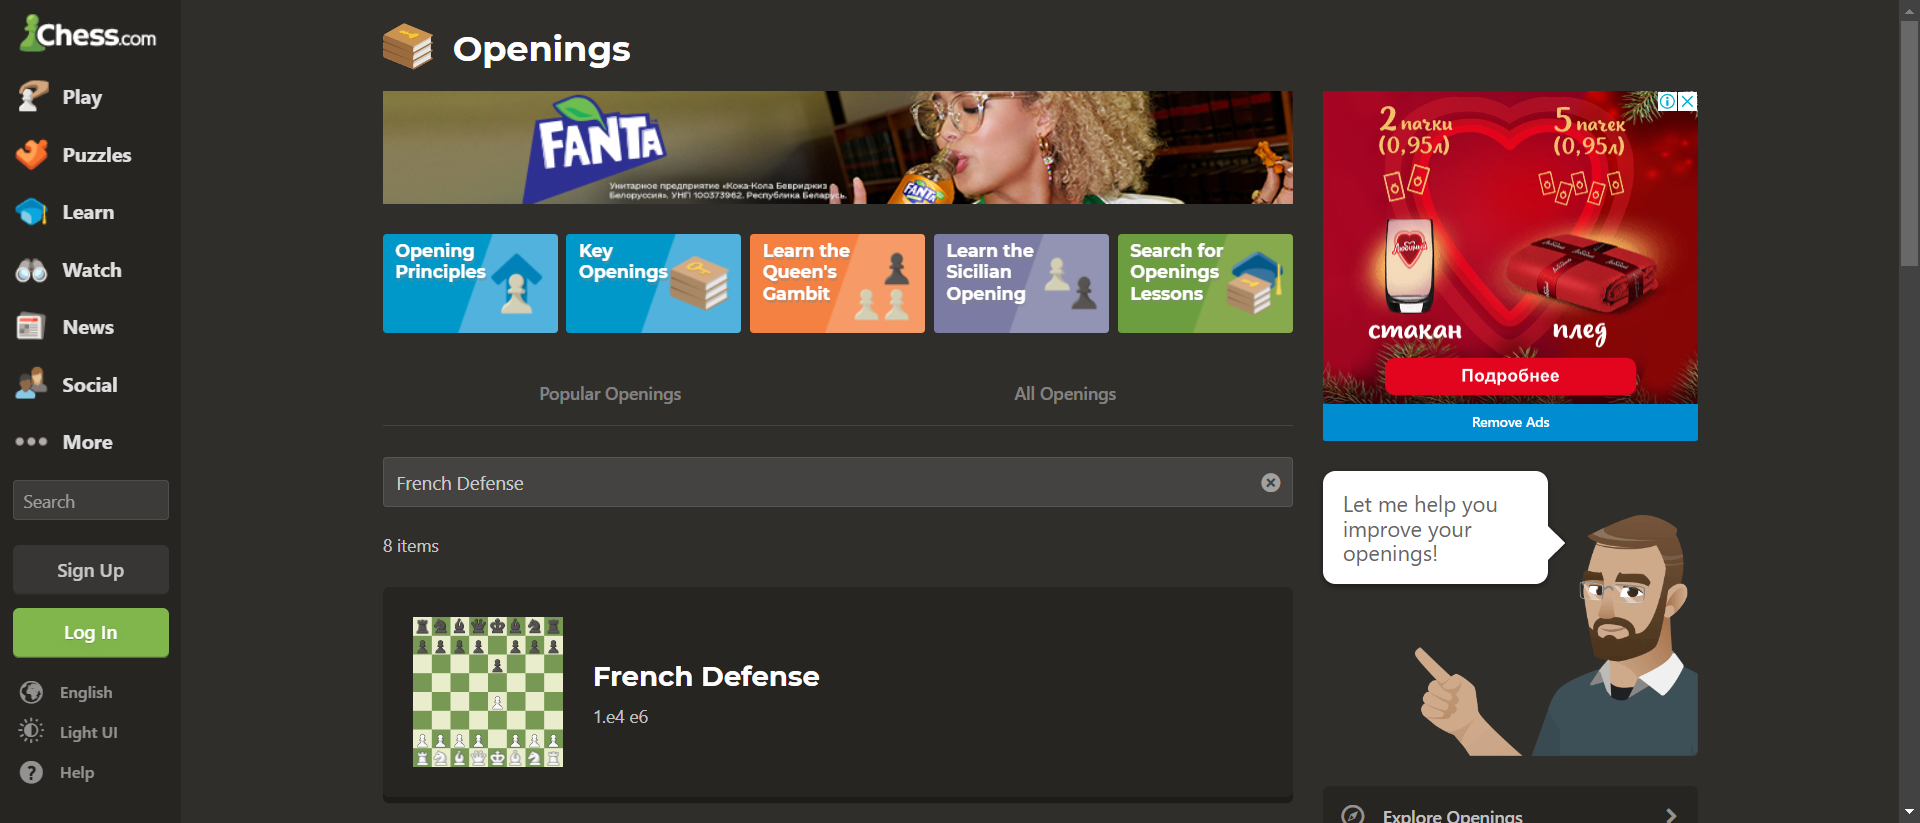 Chess.com
Play
Puzzles
Learn
Watch
News
Social
More
Search
Sign Up
Log In
English
Light UI
Help
Openings
FANTA
Унитарное предприятие «Кока-Кола Бевриджиз
Белоруссия». УНП 100373962. Республика Беларусь.
FANTA
Opening
Principles
Key
Openings
Learn the
Queen's
Gambit
Learn the
Sicilian
Opening
Search for
Openings
Lessons
Popular Openings
All Openings
French Defense
8 items
French Defense
1.e4 e6
2 пачки
(0,95л)
5 пачек
(0,95л)
Любимый
стакан
плед
Подробнее
Remove Ads
Let me help you
improve your
openings!
Explore Openings